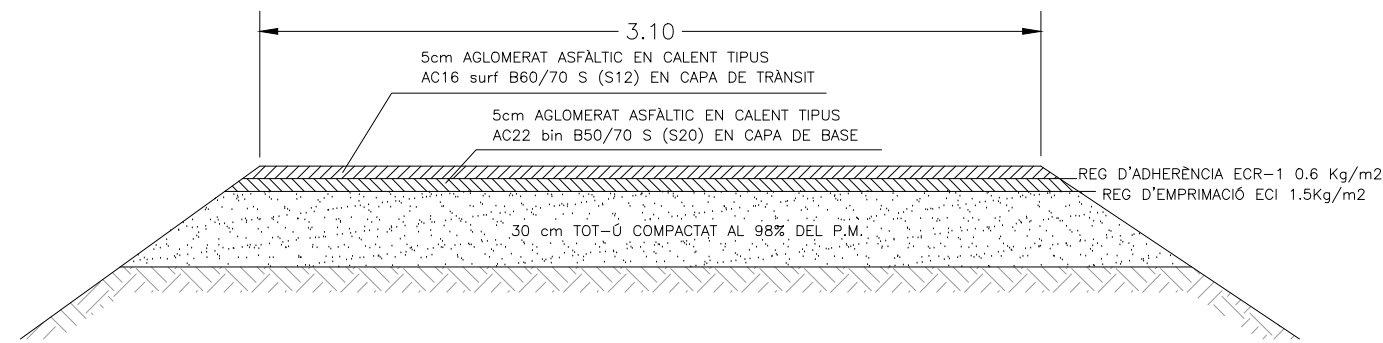 3.10
5cm AGLOMERAT ASFÀLTIC EN CALENT TIPUS
AC16 surf B60/70 S (S12) EN CAPA DE TRÀNSIT
5cm AGLOMERAT ASFÀLTIC EN CALENT TIPUS
AC22 bin B50/70 S (S20) EN CAPA DE BASE
REG D'ADHERÈNCIA ECR-1 0.6 Kg/m2
REG D'EMPRIMACIÓ ECI 1.5Kg/m2
30 cm TOT-Ú COMPACTAT AL 98% DEL P.M.